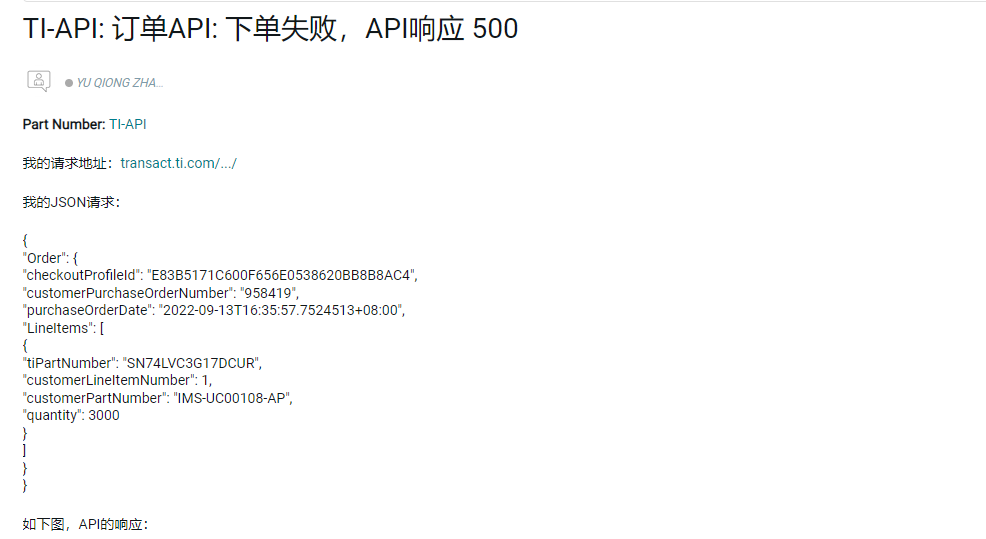 TI-API: 订单API: 下单失败，API响应 500
YU QIONG ZHA...
Part Number: TI-API
我的请求地址：transact.ti.com/.../
我的JSON请求：
{
"Order": {
"checkoutProfileId": "E83B5171C600F656E0538620BB8B8AC4",
"customerPurchaseOrderNumber": "958419",
"purchaseOrderDate": "2022-09-13T16:35:57.7524513+08:00",
"LineItems": [
{
"tiPartNumber": "SN74LVC3G17DCUR",
"customerLineItemNumber": 1,
"customerPartNumber": "IMS-UC00108-AP",
"quantity": 3000
}
]
}
}
如下图，API的响应：